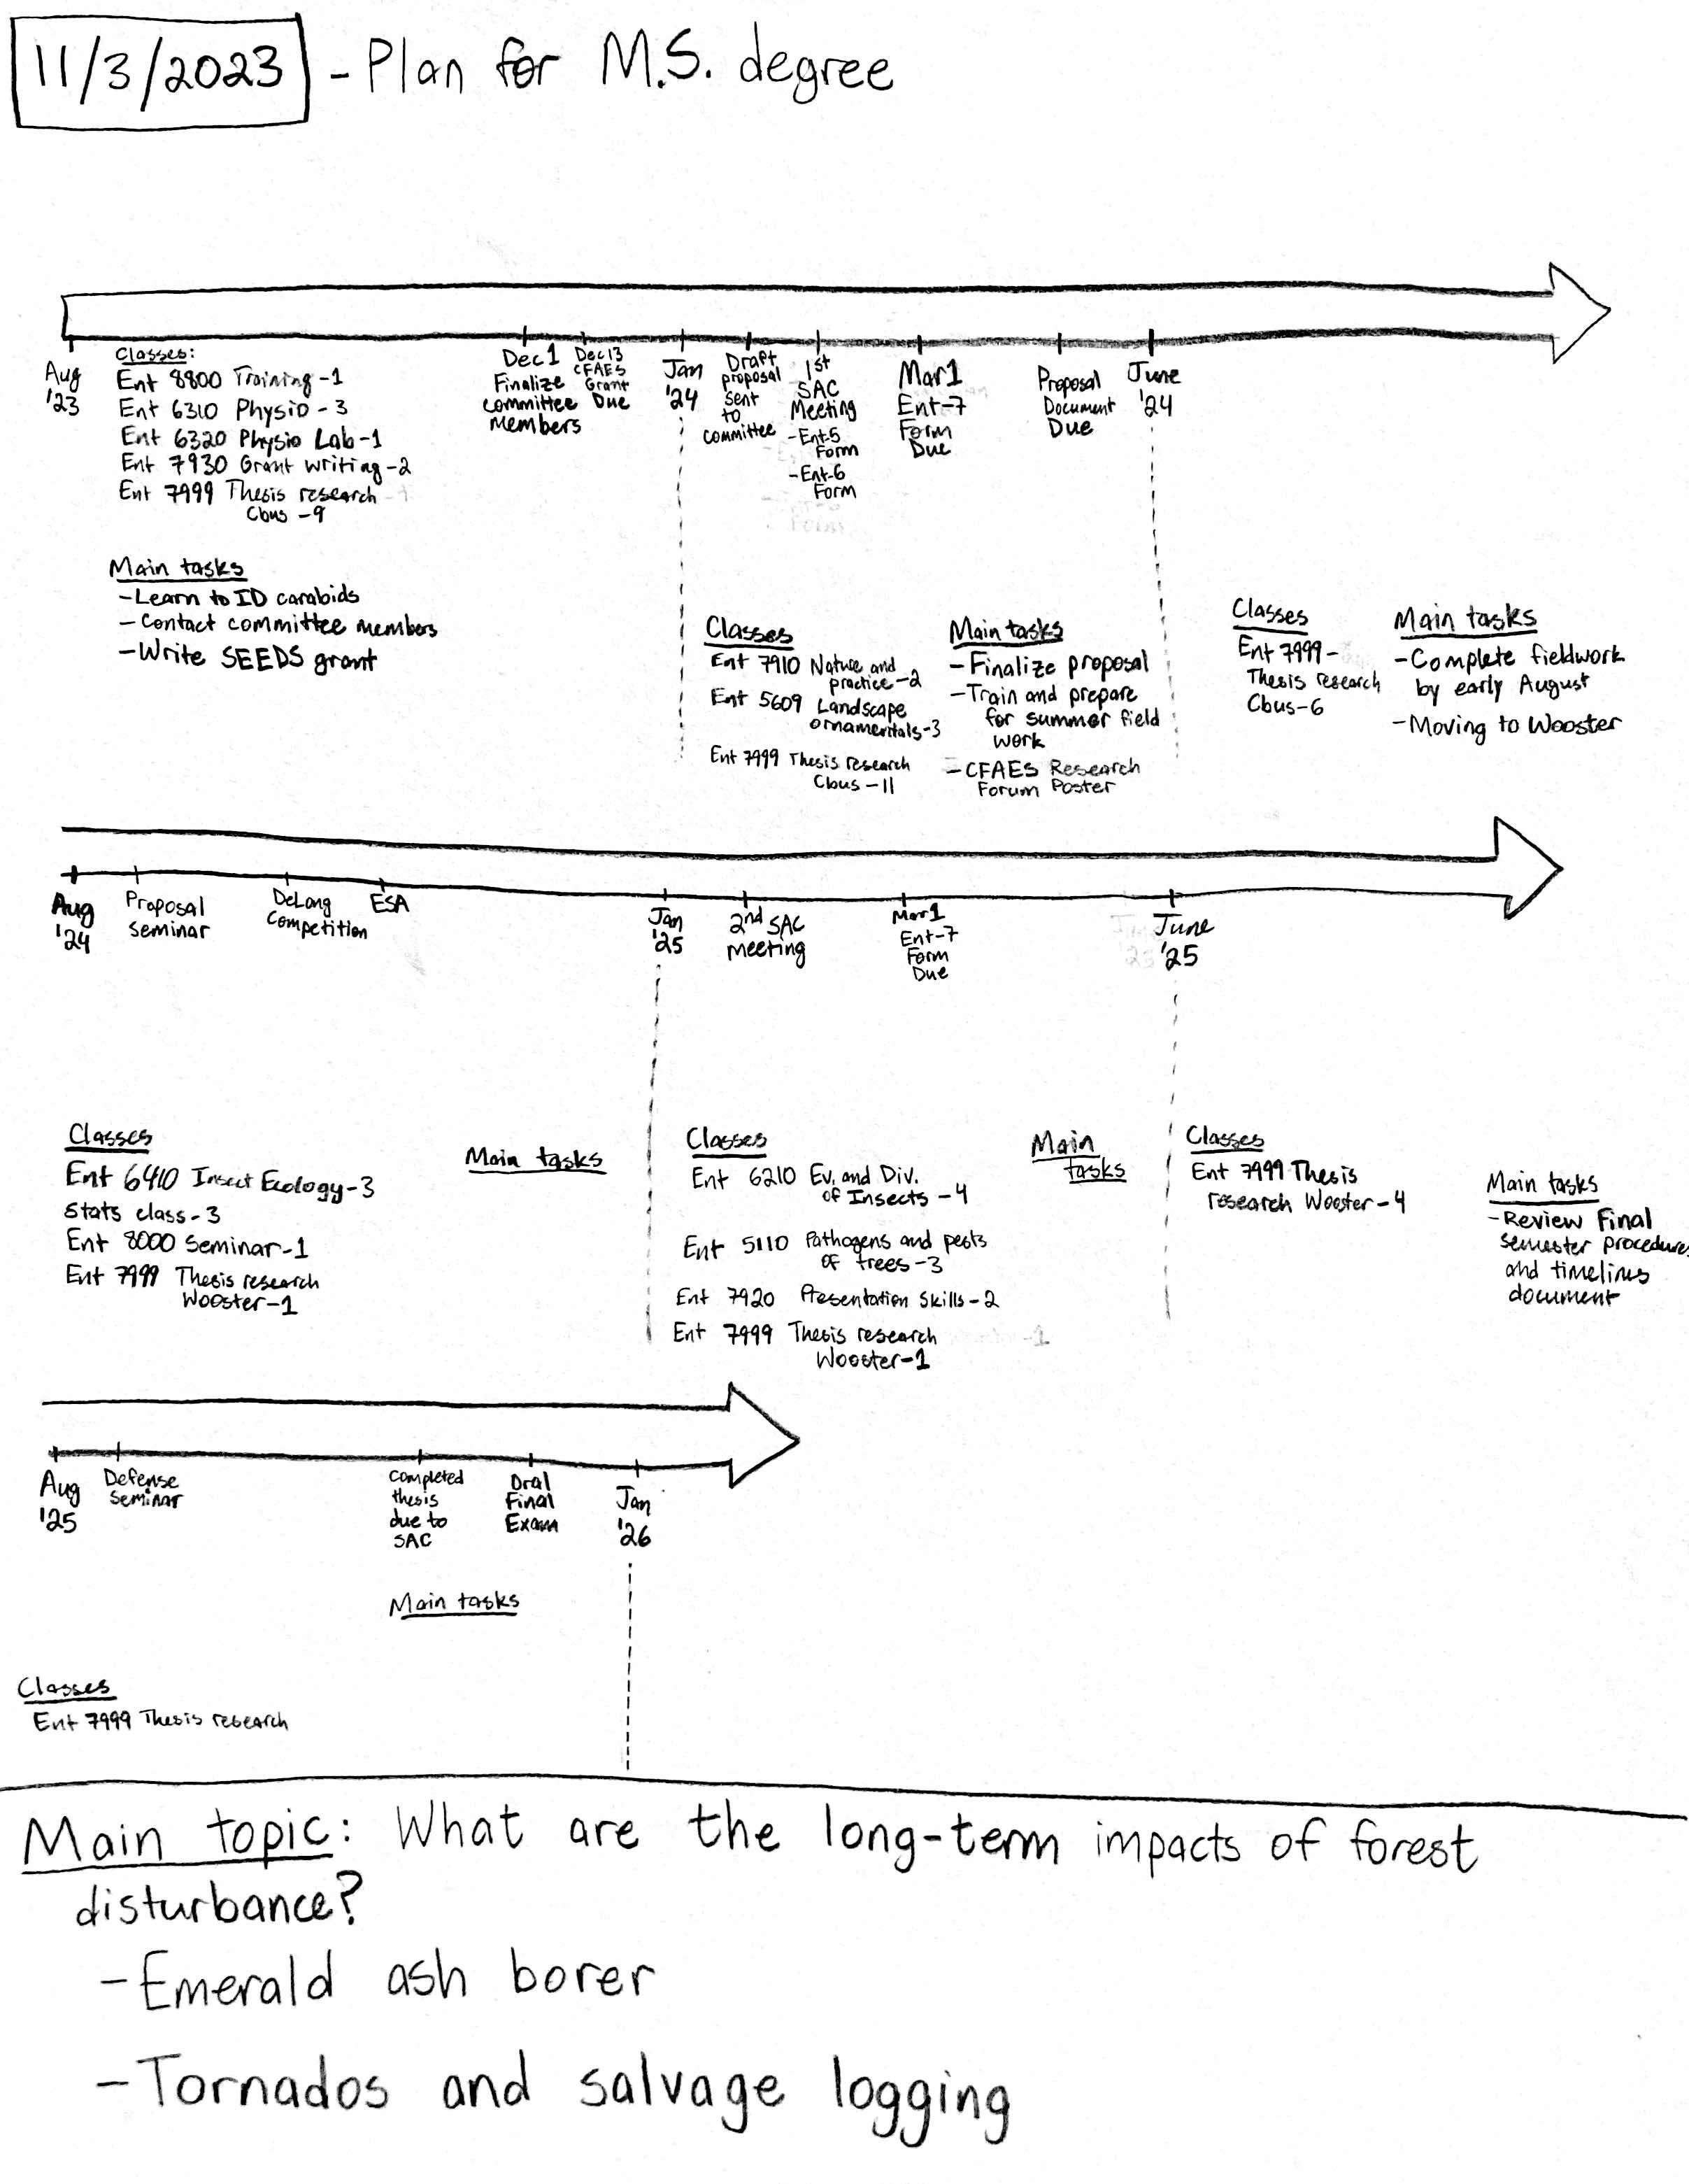 11/3/2023 - Plan for M.S. degree
Aug
'23
Classes:
Ent 8800 Training-1
Ent 6310 Physio-3
Ent 6320 Physio Lab-1
Ent 7930 Grant writing-2
Ent 7999 Thesis research
Cbus-9
Main tasks
-Learn to ID carabids
-Contact committee members
-Write SEEDS grant
Dec 1
Finalize
committee
members
Dec 13
CFAES
Grant
Due
Jan
'24
Draft
proposal
sent
to
committee
1st
SAC
Meeting
-Ent-5
Form
-Ent-6
Form
Mar 1
Ent-7
Form
Due
Proposal
Document
Due
June
'24
Classes
Ent 7910 Nature and
practice-2
Ent 5609 Landscape
ornamentals-3
Ent 7999 Thesis research
Cbus-11
Main tasks
-Finalize proposal
-Train and prepare
for summer field
work
-CFAES Research
Forum Poster
Classes
Ent 7999-
Thesis research
Cbus-6
Main tasks
-Complete fieldwork
by early August
-Moving to Wooster
Aug
'24
Proposal
seminar
DeLong
Competition
ESA
Jan
'25
2nd SAC
meeting
Mar 1
Ent-7
Form
Due
June
'25
Classes
Ent 6410 Insect Ecology-3
Stats class-3
Ent 8000 Seminar-1
Ent 7999 Thesis research
Wooster-1
Main tasks
Classes
Ent 6210 Ev. and Div.
of Insects-4
Ent 5110 Pathogens and pests
of trees-3
Ent 7920 Presentation skills-2
Ent 7999 Thesis research
Wooster-1
Main
tasks
Classes
Ent 7999 Thesis
research Wooster-4
Main tasks
-Review Final
semester procedures
and timelines
document
Aug
'25
Defense
seminar
Completed
thesis
due to
SAC
Oral
Final
Exam
Jan
'26
Main tasks
Classes
Ent 7999 Thesis research
Main topic: What are the long-term impacts of forest
disturbance?
-Emerald ash borer
-Tornados and salvage logging